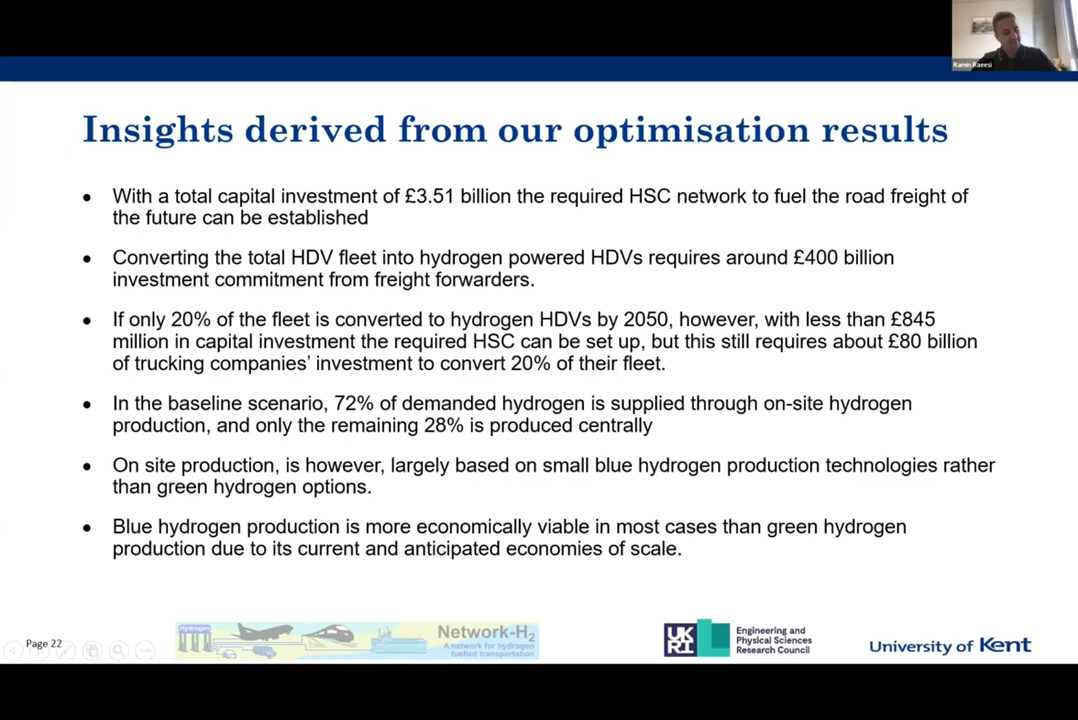 Ramin Raeesi
Insights derived from our optimisation results
• With a total capital investment of £3.51 billion the required HSC network to fuel the road freight of
the future can be established
• Converting the total HDV fleet into hydrogen powered HDVs requires around £400 billion
investment commitment from freight forwarders.
• If only 20% of the fleet is converted to hydrogen HDVs by 2050, however, with less than £845
million in capital investment the required HSC can be set up, but this still requires about £80 billion
of trucking companies’ investment to convert 20% of their fleet.
• In the baseline scenario, 72% of demanded hydrogen is supplied through on-site hydrogen
production, and only the remaining 28% is produced centrally
• On site production, is however, largely based on small blue hydrogen production technologies rather
than green hydrogen options.
• Blue hydrogen production is more economically viable in most cases than green hydrogen
production due to its current and anticipated economies of scale.
Page 22
Hydrogen
Network-H₂
A network for hydrogen
fuelled transportation
UK
RI
Engineering and
Physical Sciences
Research Council
University of Kent